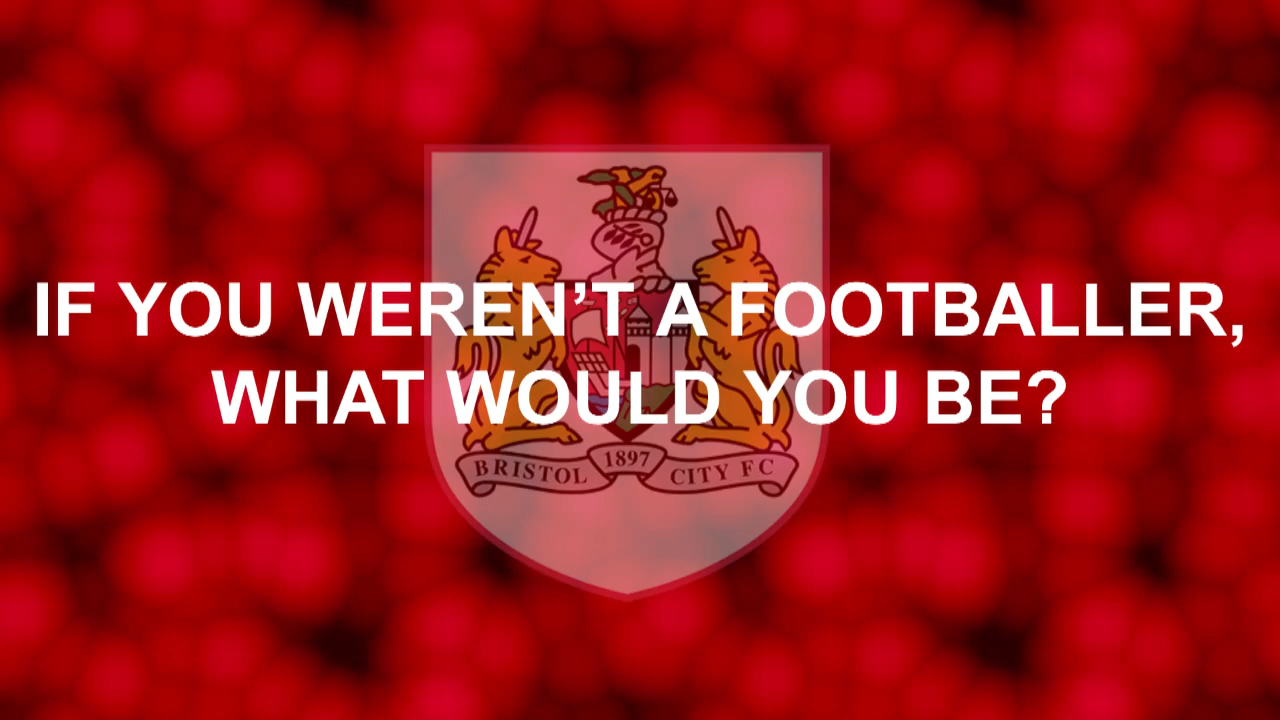 IF YOU WEREN’T A FOOTBALLER,
WHAT WOULD YOU BE?
BRISTOL 1897 CITY FC